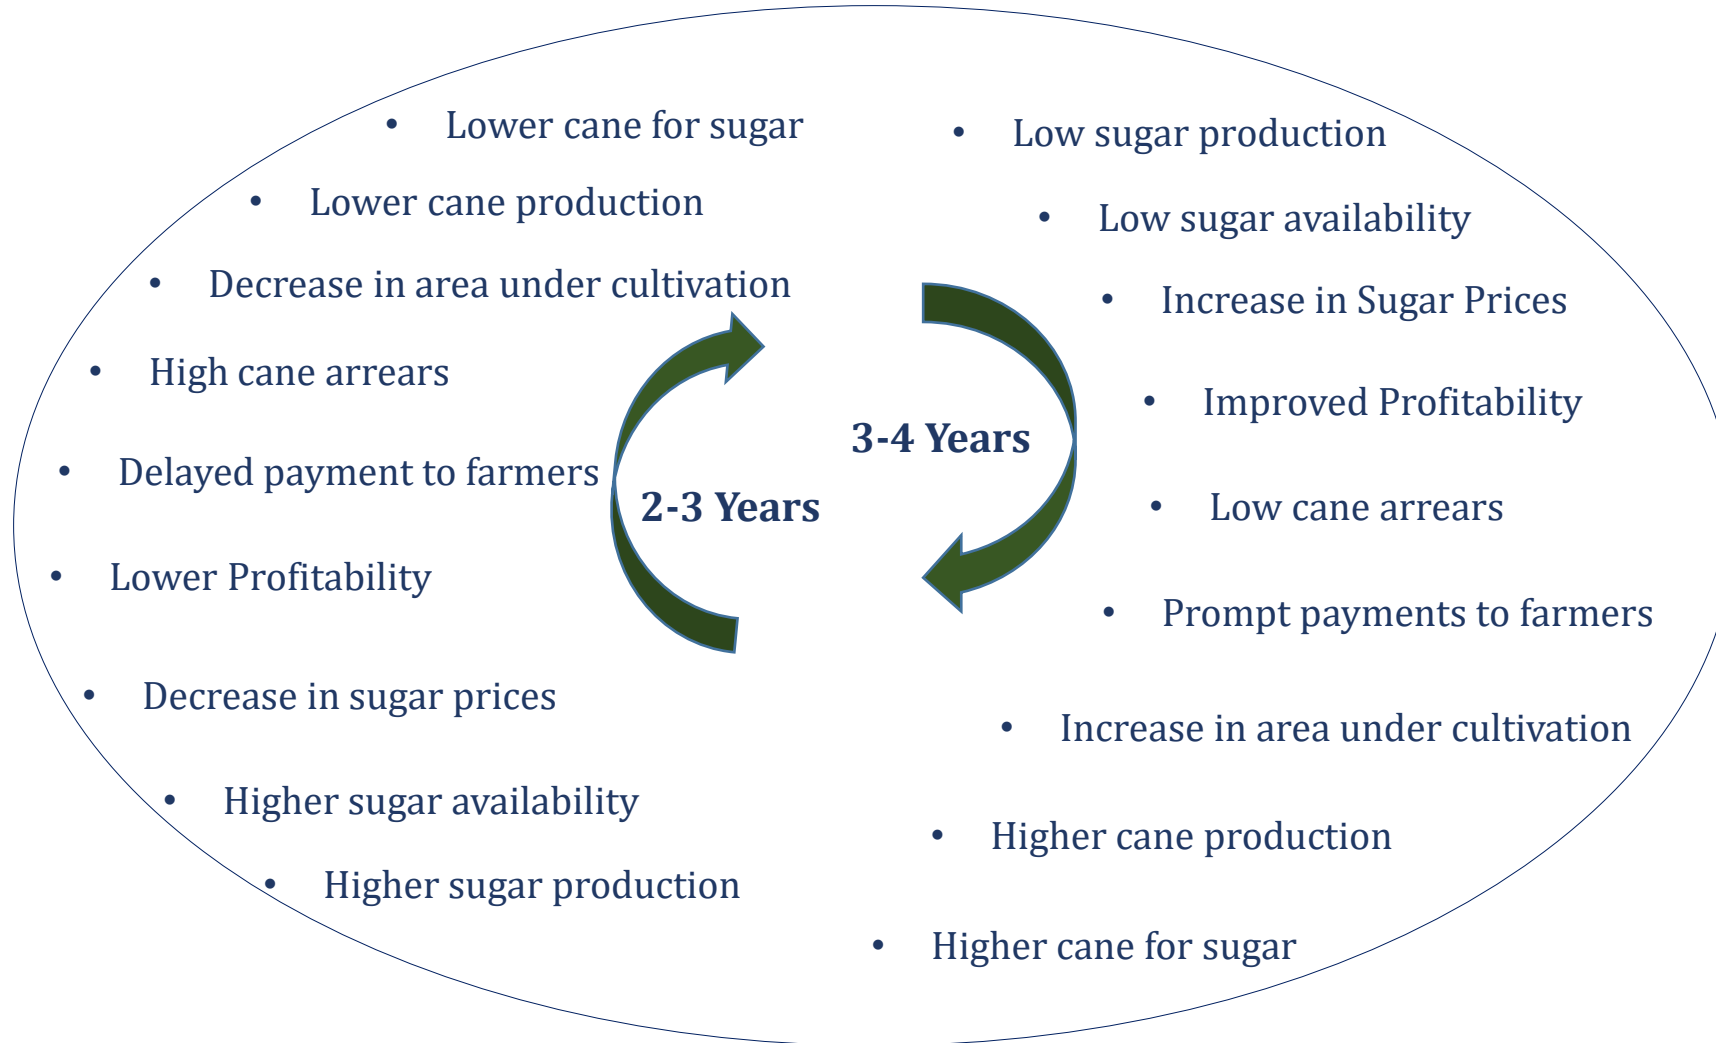 • Lower cane for sugar
• Lower cane production
• Decrease in area under cultivation
• High cane arrears
• Delayed payment to farmers
• Lower Profitability
• Decrease in sugar prices
• Higher sugar availability
• Higher sugar production
2-3 Years
3-4 Years
• Low sugar production
• Low sugar availability
• Increase in Sugar Prices
• Improved Profitability
• Low cane arrears
• Prompt payments to farmers
• Increase in area under cultivation
• Higher cane production
• Higher cane for sugar